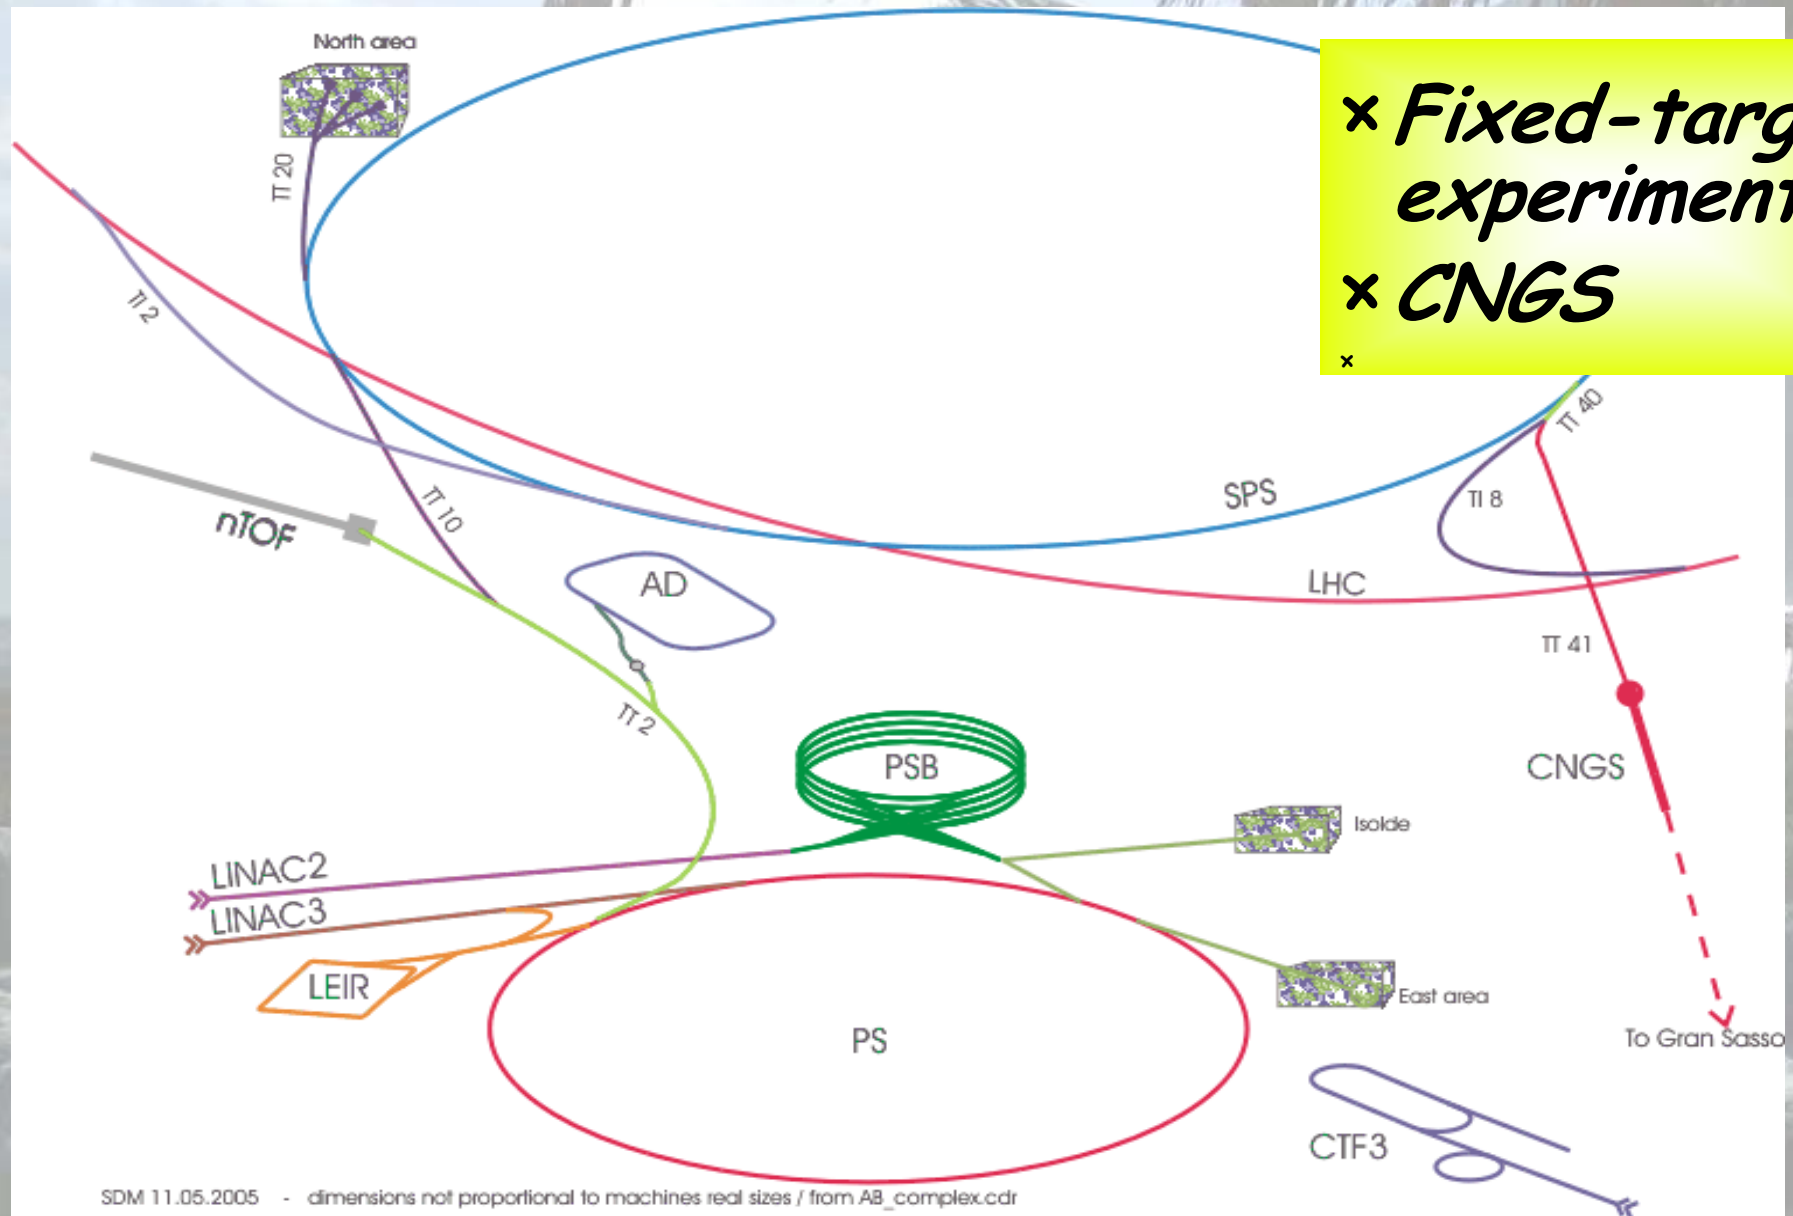 North area
× Fixed-targ
experiment
× CNGS
×
TT 20
TI 2
TT 40
TT 10
SPS
TI 8
nTOF
AD
LHC
TT 41
TT 2
PSB
CNGS
Isolde
LINAC2
LINAC3
LEIR
East area
PS
To Gran Sasso
CTF3
SDM 11.05.2005 - dimensions not proportional to machines real sizes / from AB_complex.cdr